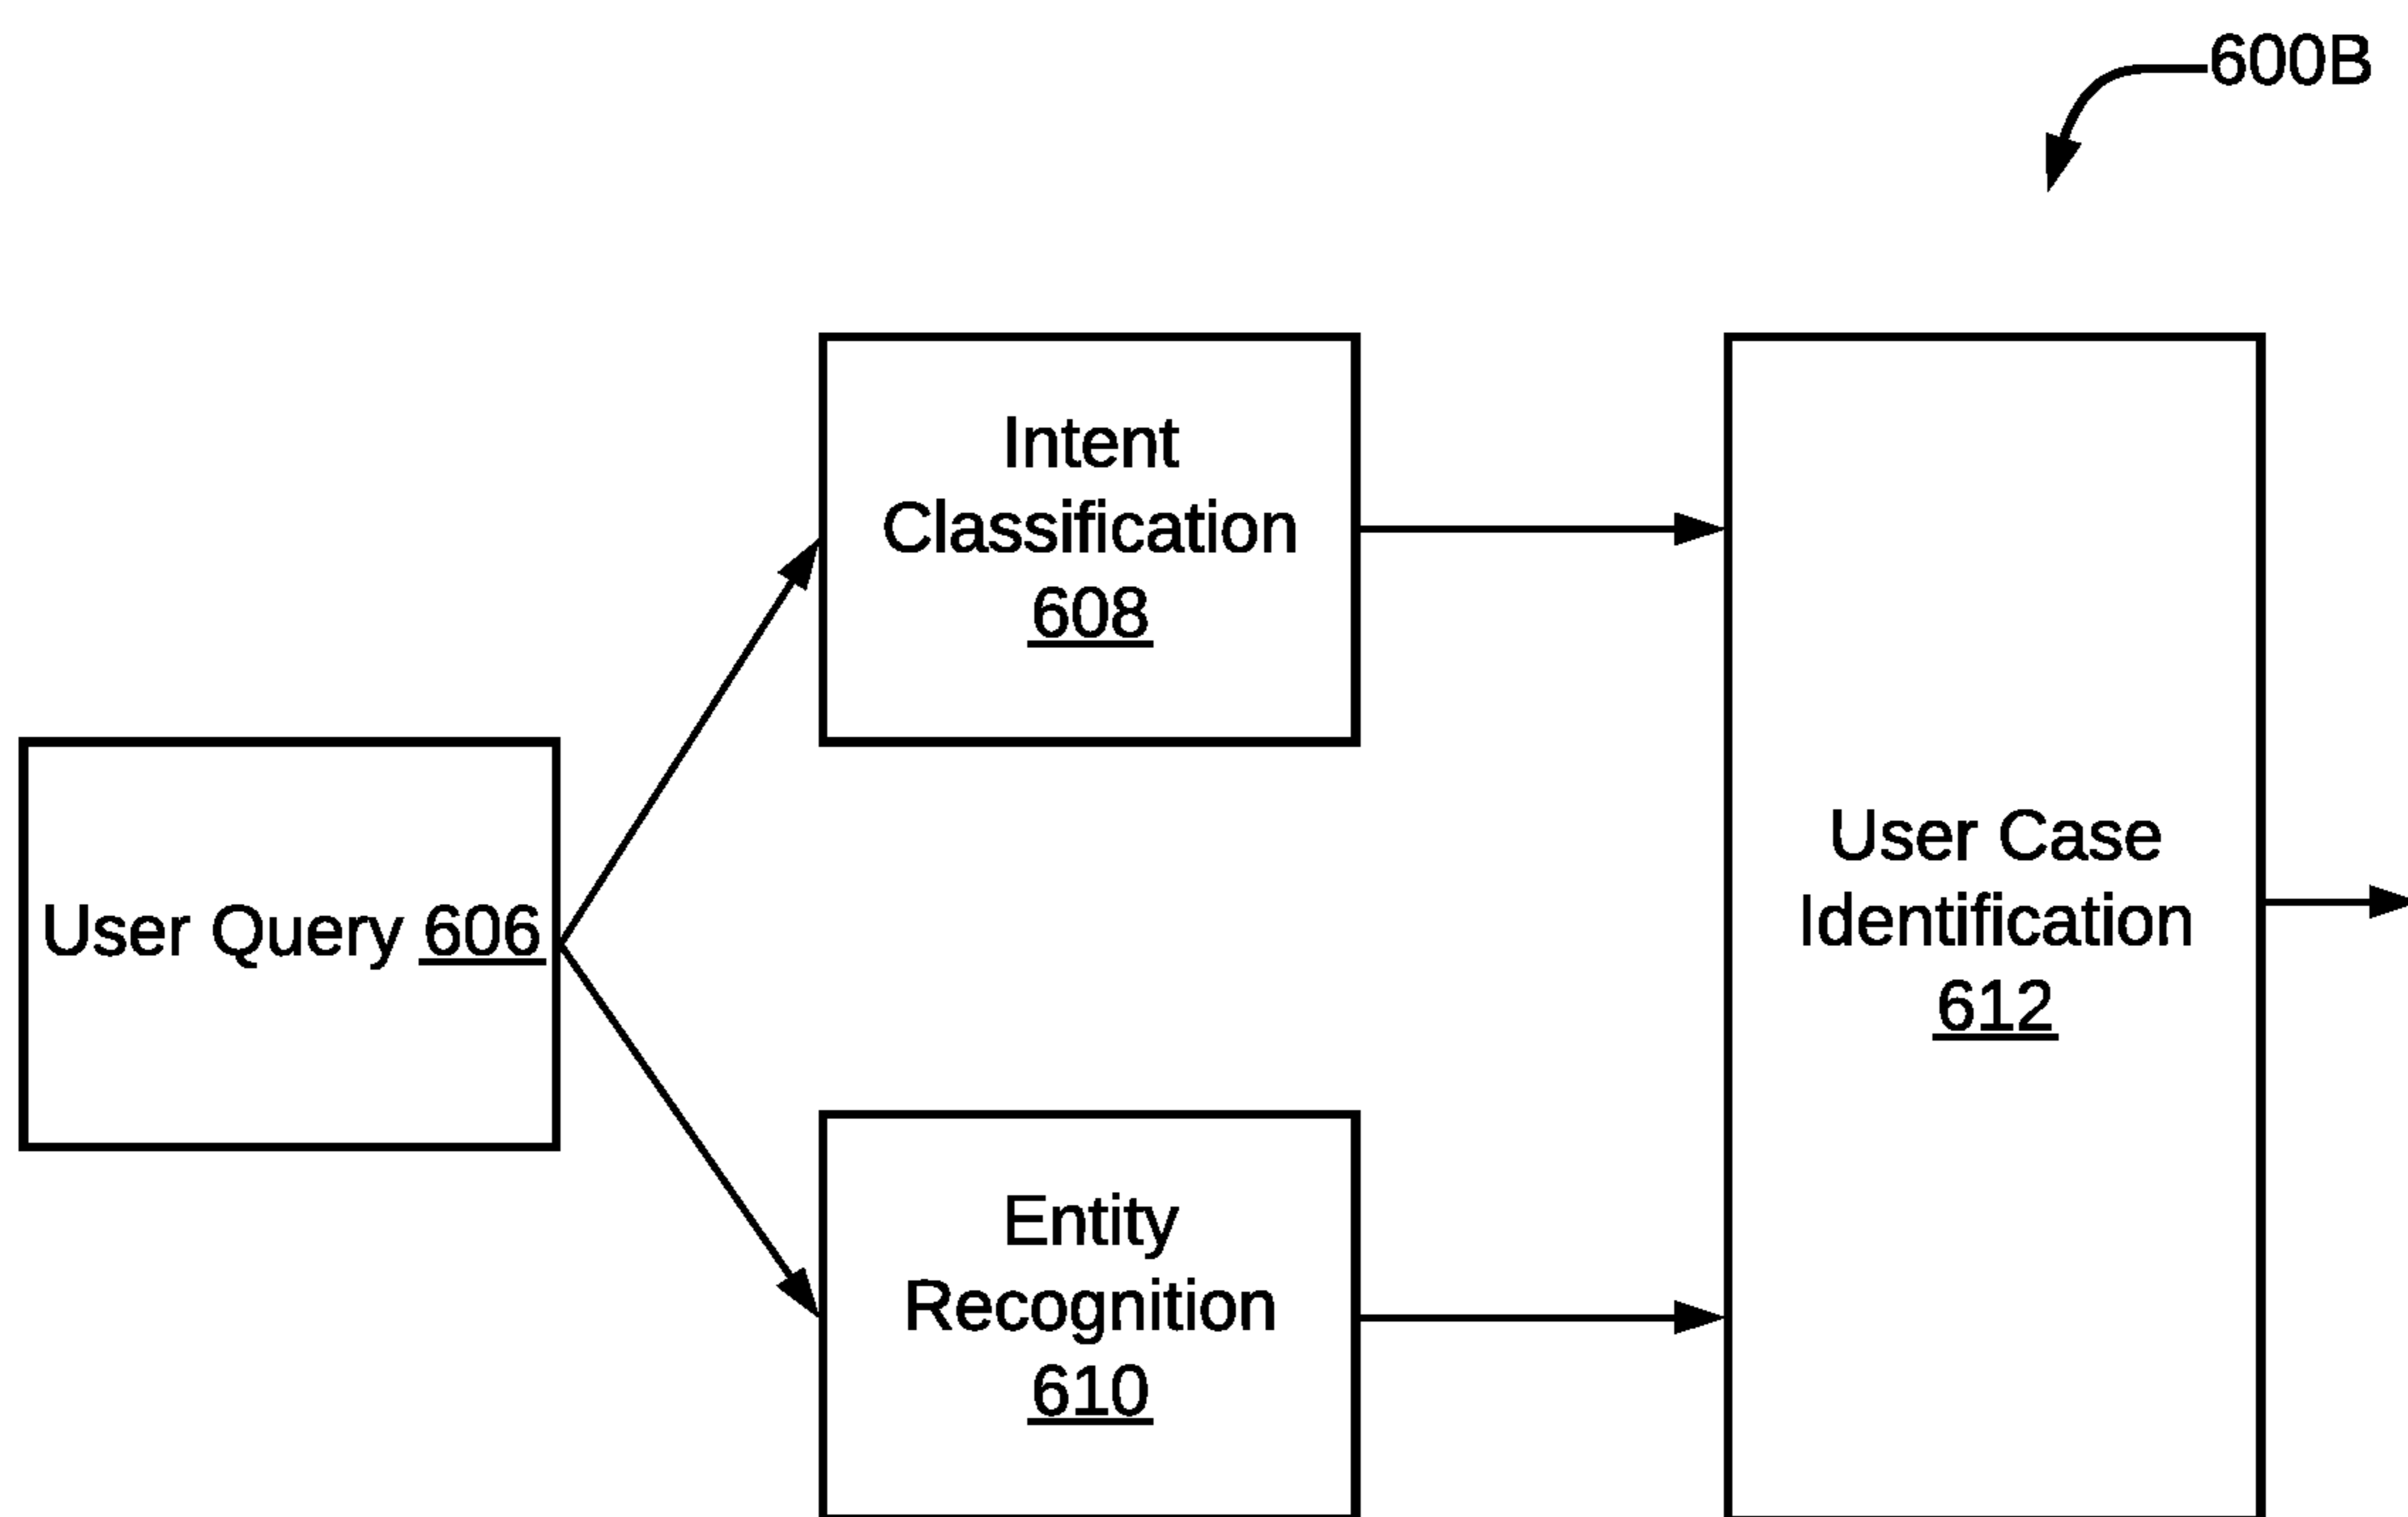 600B
Intent
Classification
608
User Query 606
User Case
Identification
612
Entity
Recognition
610